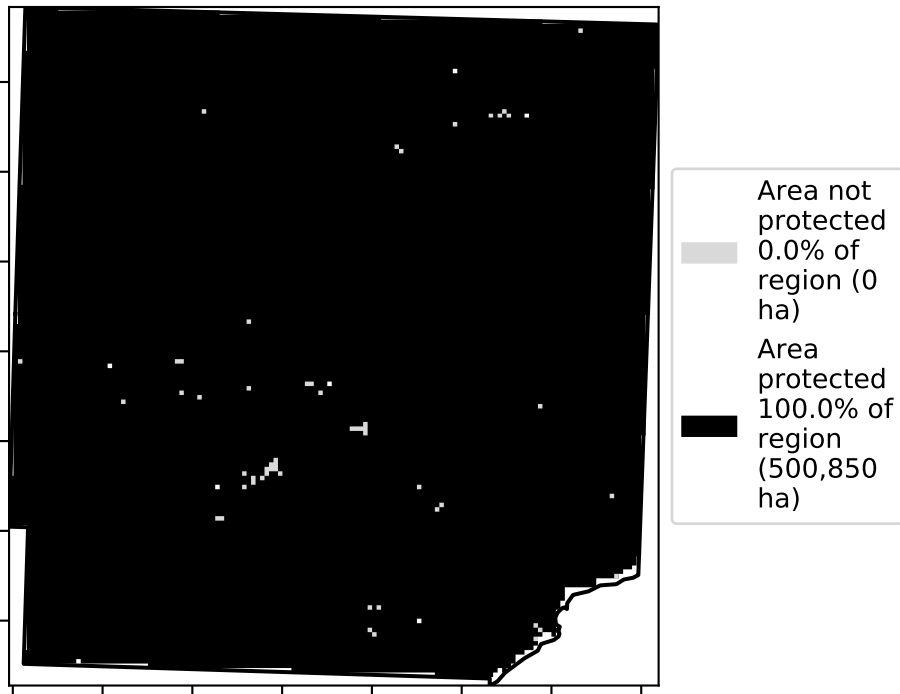 Area not
protected
0.0% of
region (0
ha)
Area
protected
100.0% of
region
(500,850
ha)